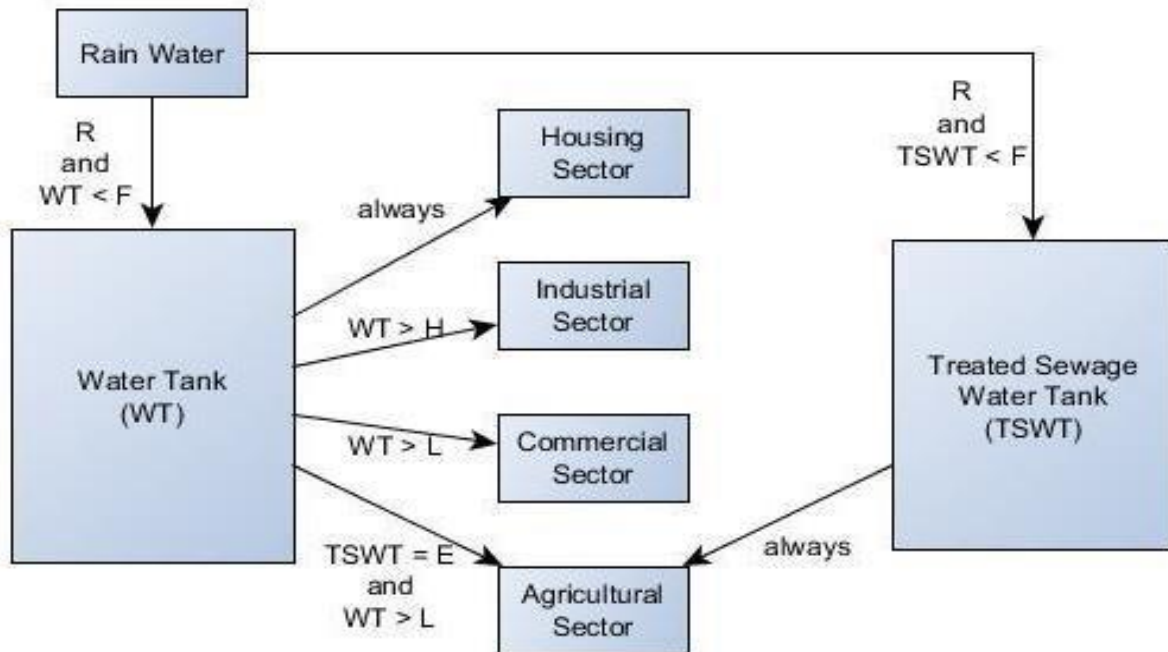 Rain Water
R
and
WT < F
R
and
TSWT < F
Housing
Sector
always
Industrial
Sector
WT > H
Water Tank
(WT)
Treated Sewage
Water Tank
(TSWT)
Commercial
Sector
WT > L
TSWT = E
and
WT > L
always
Agricultural
Sector